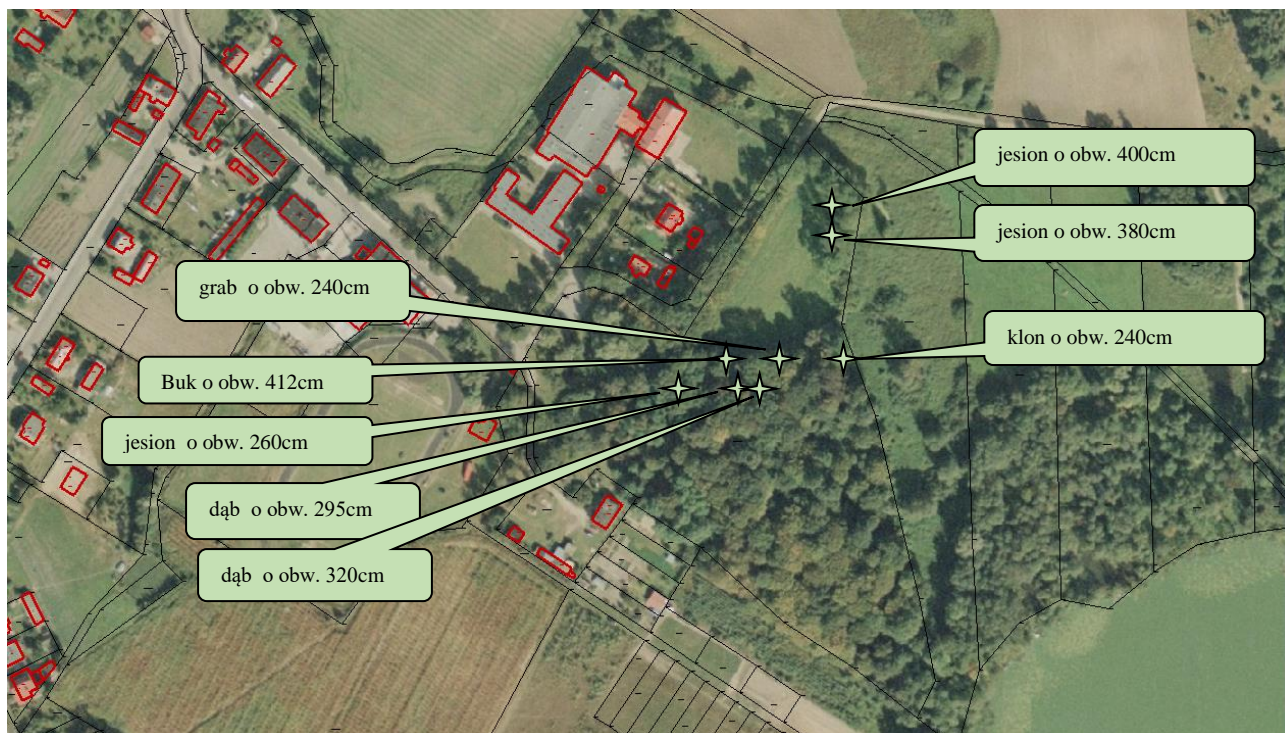 jesion o obw. 400cm
jesion o obw. 380cm
grab o obw. 240cm
klon o obw. 240cm
Buk o obw. 412cm
jesion o obw. 260cm
dąb o obw. 295cm
dąb o obw. 320cm